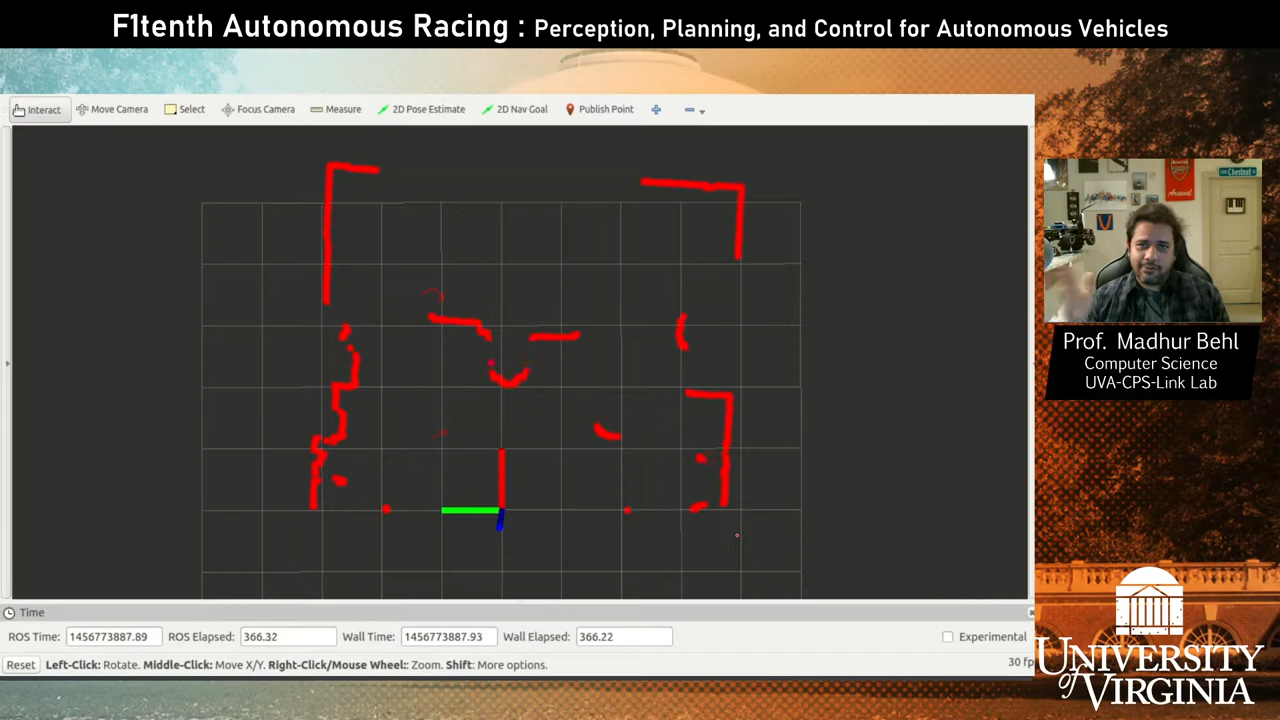 F1tenth Autonomous Racing : Perception, Planning, and Control for Autonomous Vehicles
Interact Move Camera Select Focus Camera Measure 2D Pose Estimate 2D Nav Goal Publish Point
Chestnut
Arsenal
Prof. Madhur Behl
Computer Science
UVA-CPS-Link Lab
Time
ROS Time: 1456773887.89 ROS Elapsed: 366.32 Wall Time: 1456773887.93 Wall Elapsed: 366.22 Experimental
Reset Left-Click: Rotate. Middle-Click: Move X/Y. Right-Click/Mouse Wheel:: Zoom. Shift: More options. 30 fp
UNIVERSITY
of VIRGINIA